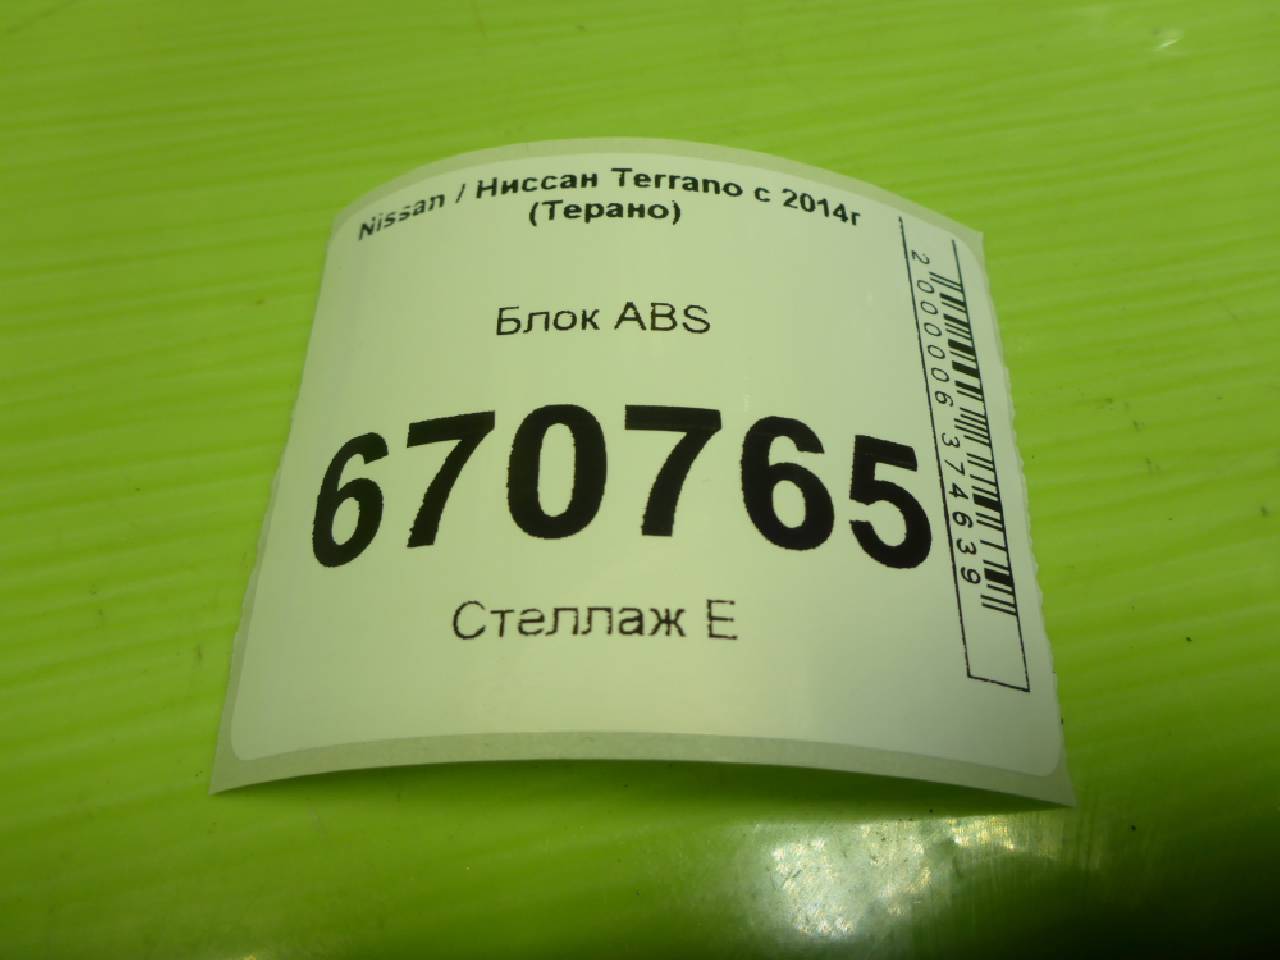 Nissan / Ниссан Terrano с 2014г
(Терано)
Блок ABS
670765
Стеллаж Е
2000006374639